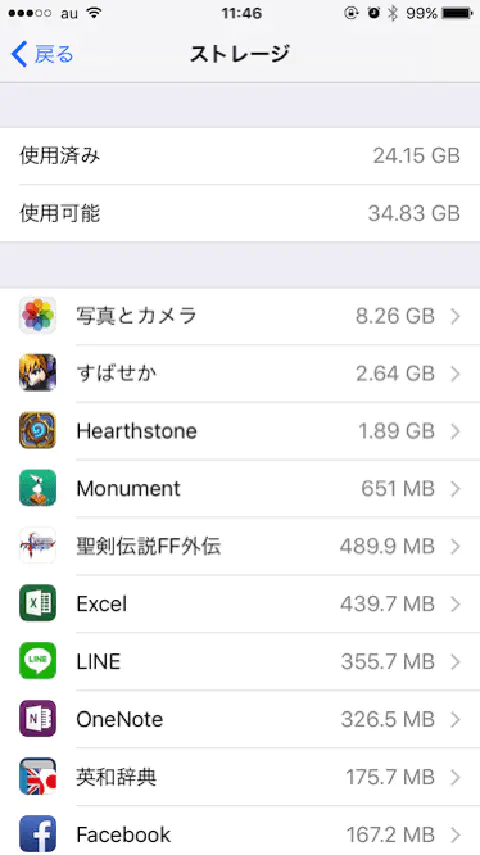 au 11:46 99%
戻る ストレージ
使用済み 24.15 GB
使用可能 34.83 GB
写真とカメラ 8.26 GB
すばせか 2.64 GB
Hearthstone 1.89 GB
Monument 651 MB
聖剣伝説FF外伝 489.9 MB
Excel 439.7 MB
LINE 355.7 MB
OneNote 326.5 MB
英和辞典 175.7 MB
Facebook 167.2 MB